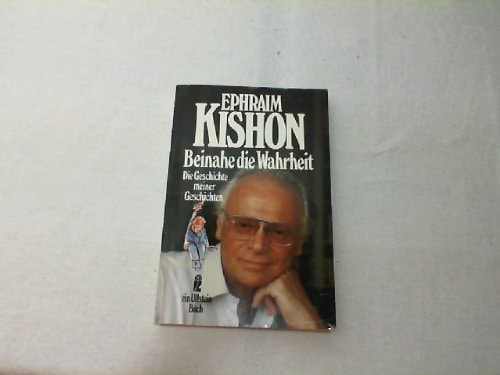 EPHRAIM
KISHON
Beinahe die Wahrheit
Die Geschichte
meiner
Geschichten
ein Ullstein
Buch